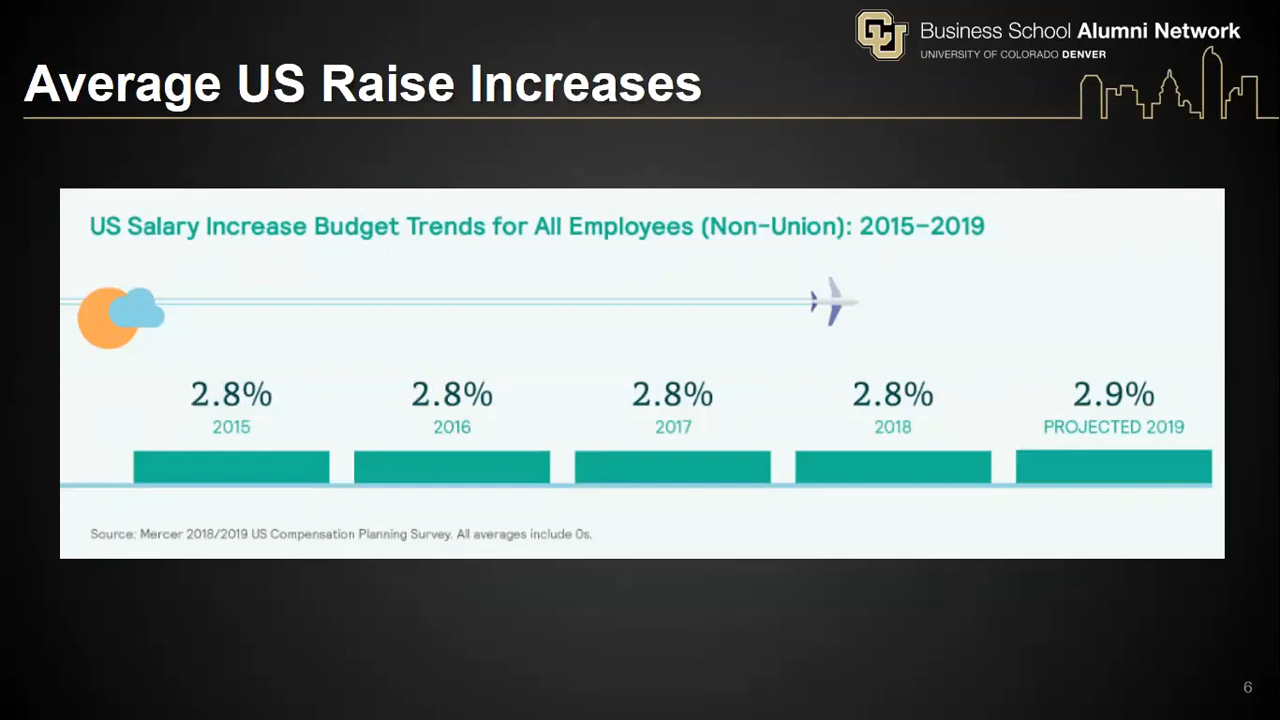 CU
Business School Alumni Network
UNIVERSITY OF COLORADO DENVER
Average US Raise Increases
US Salary Increase Budget Trends for All Employees (Non-Union): 2015-2019
2.8% 2.8% 2.8% 2.8% 2.9%
2015 2016 2017 2018 PROJECTED 2019
Source: Mercer 2018/2019 US Compensation Planning Survey. All averages include 0s.
6